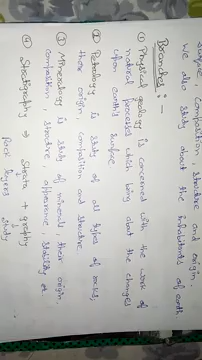 surface, composition, structure and origin.
We also study about the inhabitants of earth
Branches :-
① Physical geology is concerned with the work of
natural processes which bring about the changes
upon earth's surface
② Petrology is study of all types of rocks,
their origin, composition and structure.
③ Mineralogy is study of minerals, their origin,
composition, structure, appearance, stability etc.
④ Stratigraphy → Strata + graphy
↓ ↓
Rock layers study